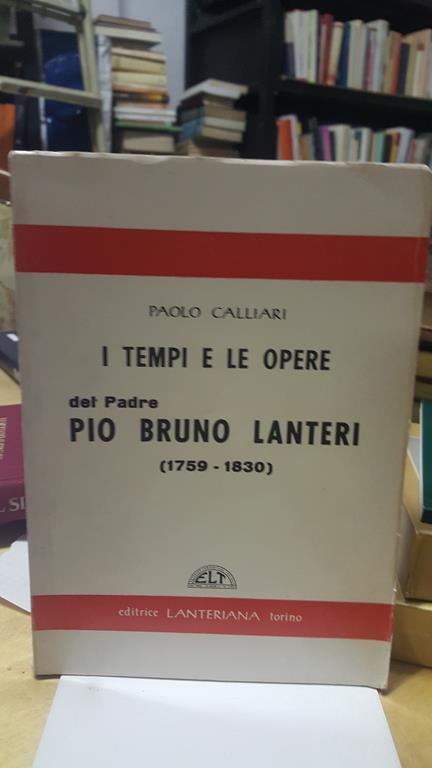 PAOLO CALLIARI
I TEMPI E LE OPERE
del Padre
PIO BRUNO LANTERI
(1759 - 1830)
ELT
editrice LANTERIANA torino